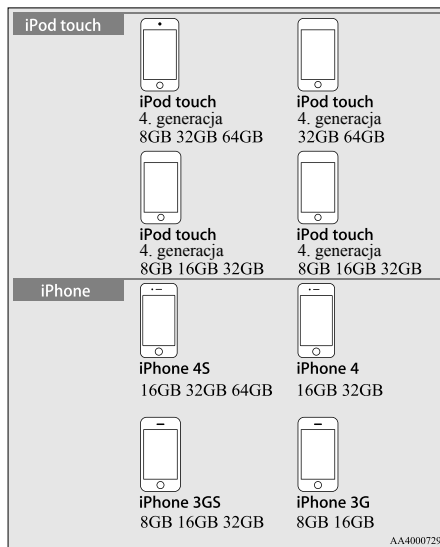 iPod touch
iPod touch
4. generacja
8GB 32GB 64GB
iPod touch
4. generacja
32GB 64GB
iPod touch
4. generacja
8GB 16GB 32GB
iPod touch
4. generacja
8GB 16GB 32GB
iPhone
iPhone 4S
16GB 32GB 64GB
iPhone 4
16GB 32GB
iPhone 3GS
8GB 16GB 32GB
iPhone 3G
8GB 16GB
AA4000729